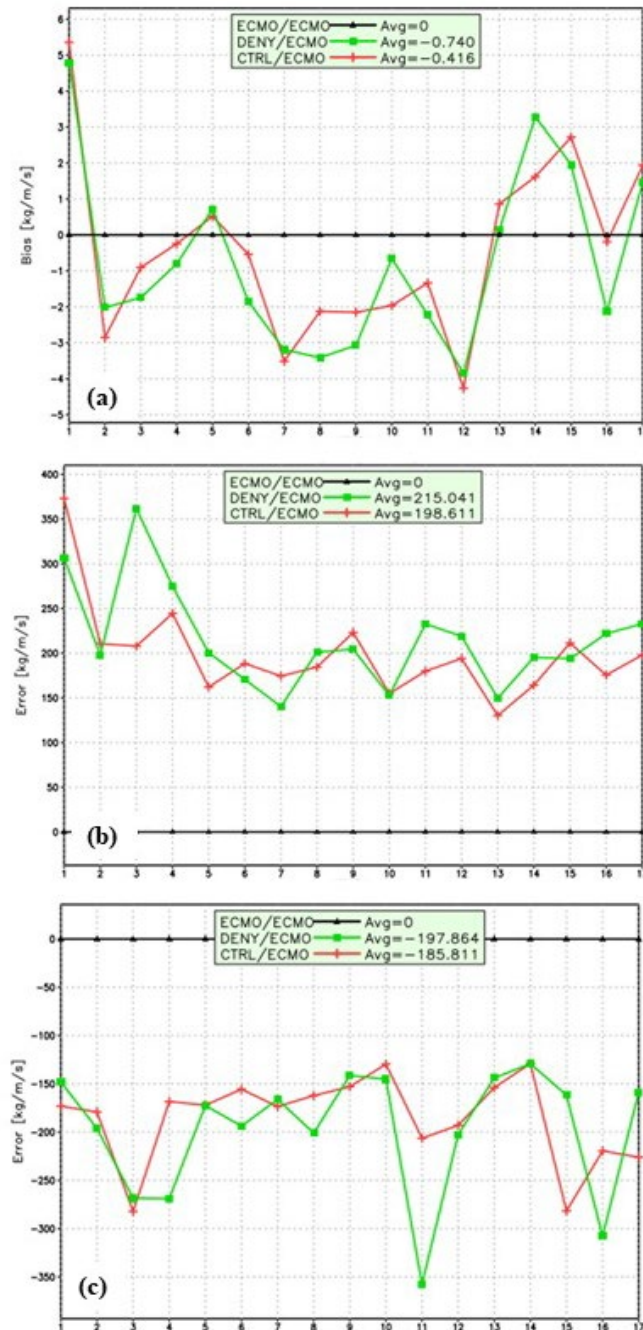 ECMO/ECMO Avg=0
DENY/ECMO Avg=-0.740
CTRL/ECMO Avg=-0.416
6
5
4
3
2
1
0
-1
-2
-3
-4
-5
Bias [kg/m/s]
(a)
1 2 3 4 5 6 7 8 9 10 11 12 13 14 15 16 1
ECMO/ECMO Avg=0
DENY/ECMO Avg=215.041
CTRL/ECMO Avg=198.611
400
350
300
250
200
150
100
50
0
Error [kg/m/s]
(b)
1 2 3 4 5 6 7 8 9 10 11 12 13 14 15 16 1
ECMO/ECMO Avg=0
DENY/ECMO Avg=-197.864
CTRL/ECMO Avg=-185.811
0
-50
-100
-150
-200
-250
-300
-350
Error [kg/m/s]
(c)
1 2 3 4 5 6 7 8 9 10 11 12 13 14 15 16 1